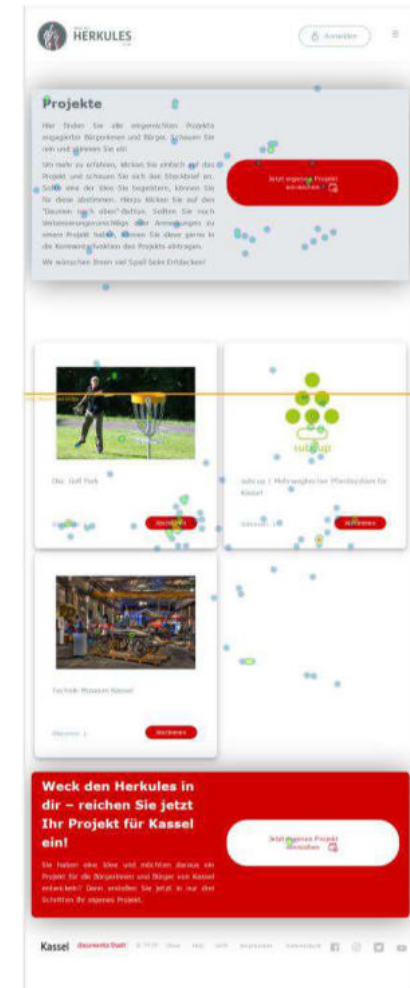 HERKULES
Anmelden
Projekte
Hier finden Sie alle eingereichten Projekte
engagierter Bürgerinnen und Bürger. Schauen Sie
rein und stimmen Sie ab!
Um mehr zu erfahren, klicken Sie einfach auf das
Projekt und schauen Sie sich den Steckbrief an.
Sollte eine der Idee Sie begeistern, können Sie
für diese abstimmen. Hierzu klicken Sie auf den
"Daumen nach oben"-Button. Sollten Sie noch
Verbesserungsvorschläge oder Anmerkungen zu
einem Projekt haben, können Sie diese gerne in
die Kommentarfunktion des Projekts eintragen.
Wir wünschen Ihnen viel Spaß beim Entdecken!
Jetzt eigenes Projekt
einreichen
Disc Golf Park
Abstimmen
sub:up | Mehrwegbecher Pfandsystem für
Kassel
Abstimmen
Technik Museum Kassel
Abstimmen
Weck den Herkules in
dir – reichen Sie jetzt
Ihr Projekt für Kassel
ein!
Sie haben eine Idee und möchten daraus ein
Projekt für die Bürgerinnen und Bürger von Kassel
entwickeln? Dann erstellen Sie jetzt in nur drei
Schritten Ihr eigenes Projekt.
Jetzt eigenes Projekt
einreichen
Kassel documenta Stadt